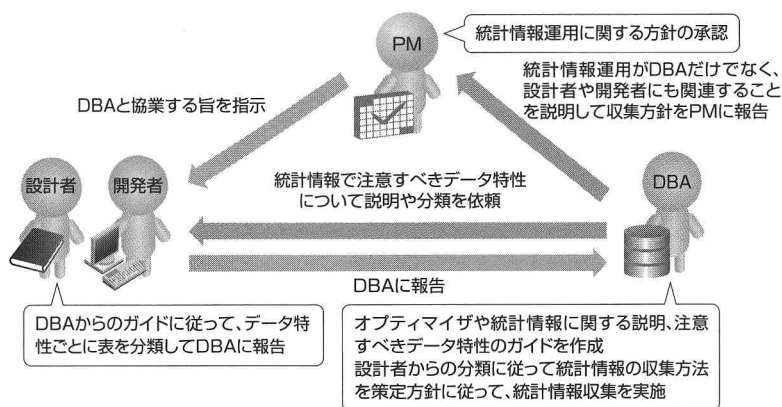 PM
統計情報運用に関する方針の承認
統計情報運用がDBAだけでなく、
設計者や開発者にも関連すること
を説明して収集方針をPMに報告
DBAと協業する旨を指示
設計者
開発者
統計情報で注意すべきデータ特性
について説明や分類を依頼
DBA
DBAに報告
DBAからのガイドに従って、データ特
性ごとに表を分類してDBAに報告
オプティマイザや統計情報に関する説明、注意
すべきデータ特性のガイドを作成
設計者からの分類に従って統計情報の収集方法
を策定方針に従って、統計情報収集を実施